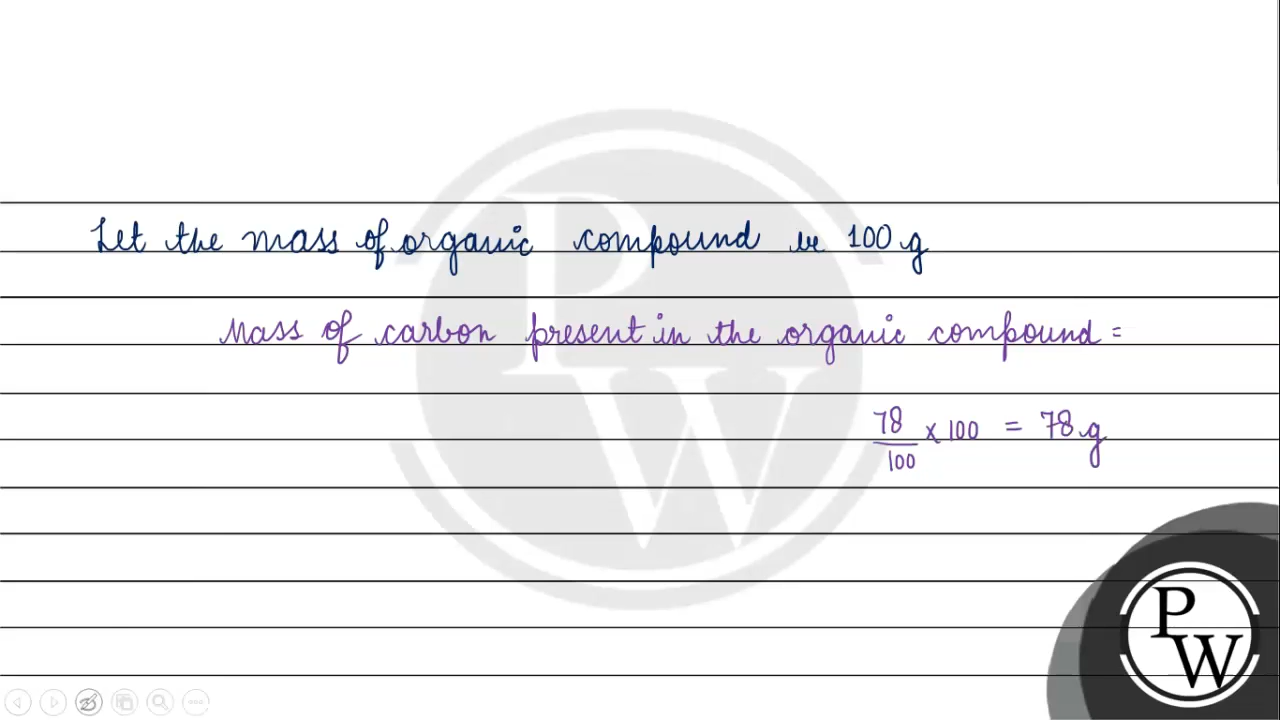 Let the mass of organic compound be 100 g
Mass of carbon present in the organic compound =
78/100 × 100 = 78 g
P
W
P
W